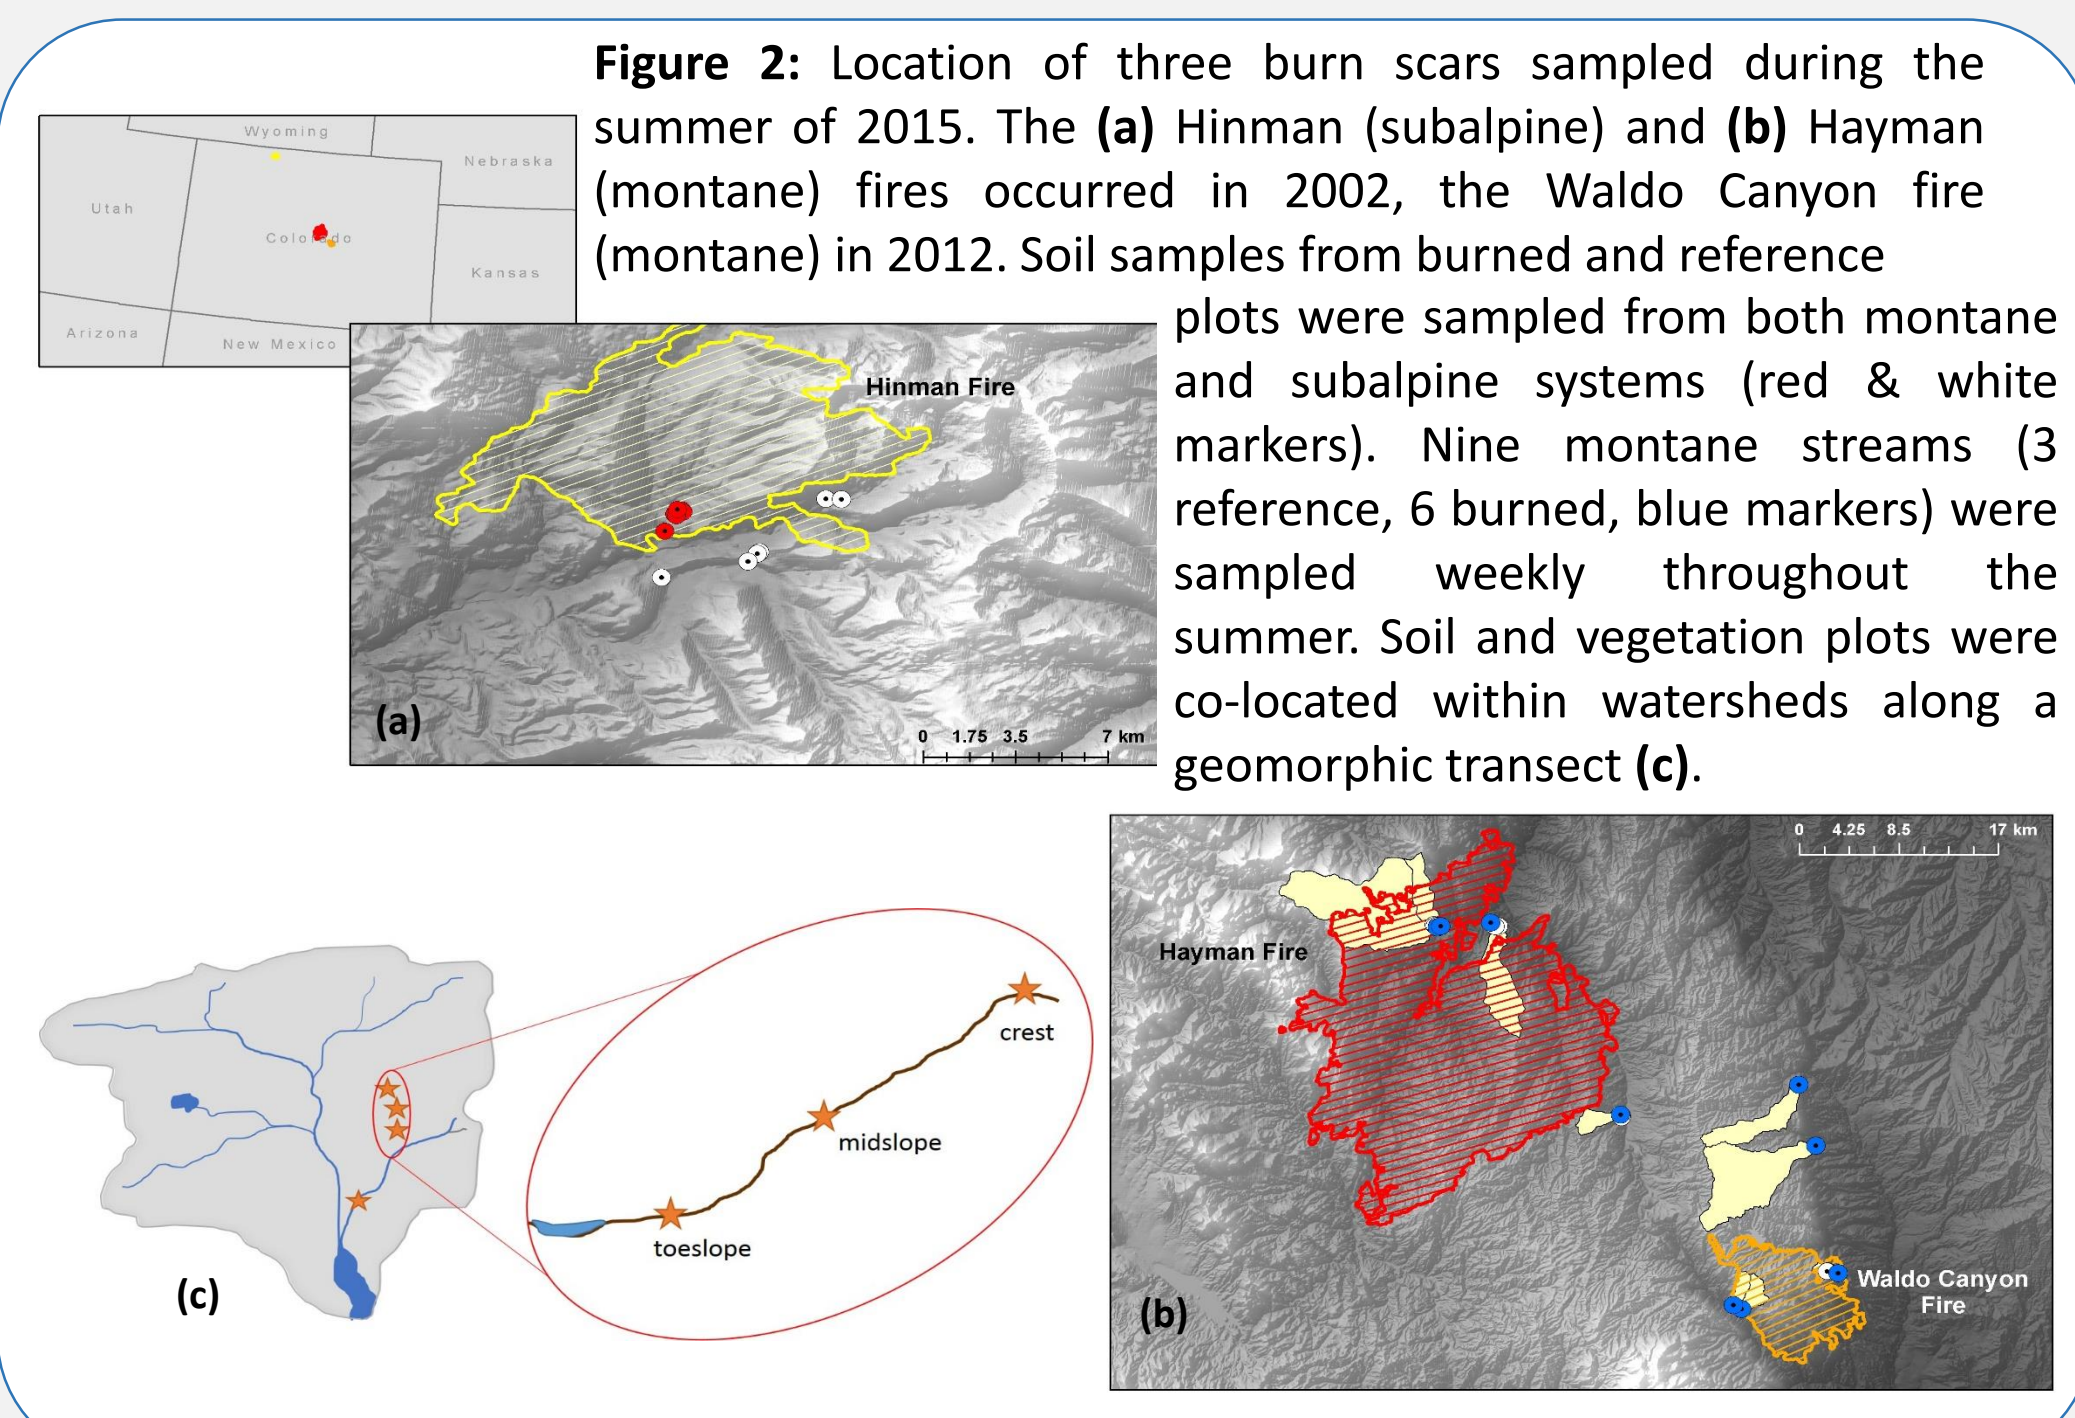 Figure 2: Location of three burn scars sampled during the
summer of 2015. The (a) Hinman (subalpine) and (b) Hayman
(montane) fires occurred in 2002, the Waldo Canyon fire
(montane) in 2012. Soil samples from burned and reference
plots were sampled from both montane
and subalpine systems (red & white
markers). Nine montane streams (3
reference, 6 burned, blue markers) were
sampled weekly throughout the
summer. Soil and vegetation plots were
co-located within watersheds along a
geomorphic transect (c).
Wyoming
Nebraska
Utah
Colorado
Kansas
Arizona
New Mexico
Hinman Fire
(a)
0 1.75 3.5 7 km
0 4.25 8.5 17 km
Hayman Fire
Waldo Canyon
Fire
(b)
crest
midslope
toeslope
(c)